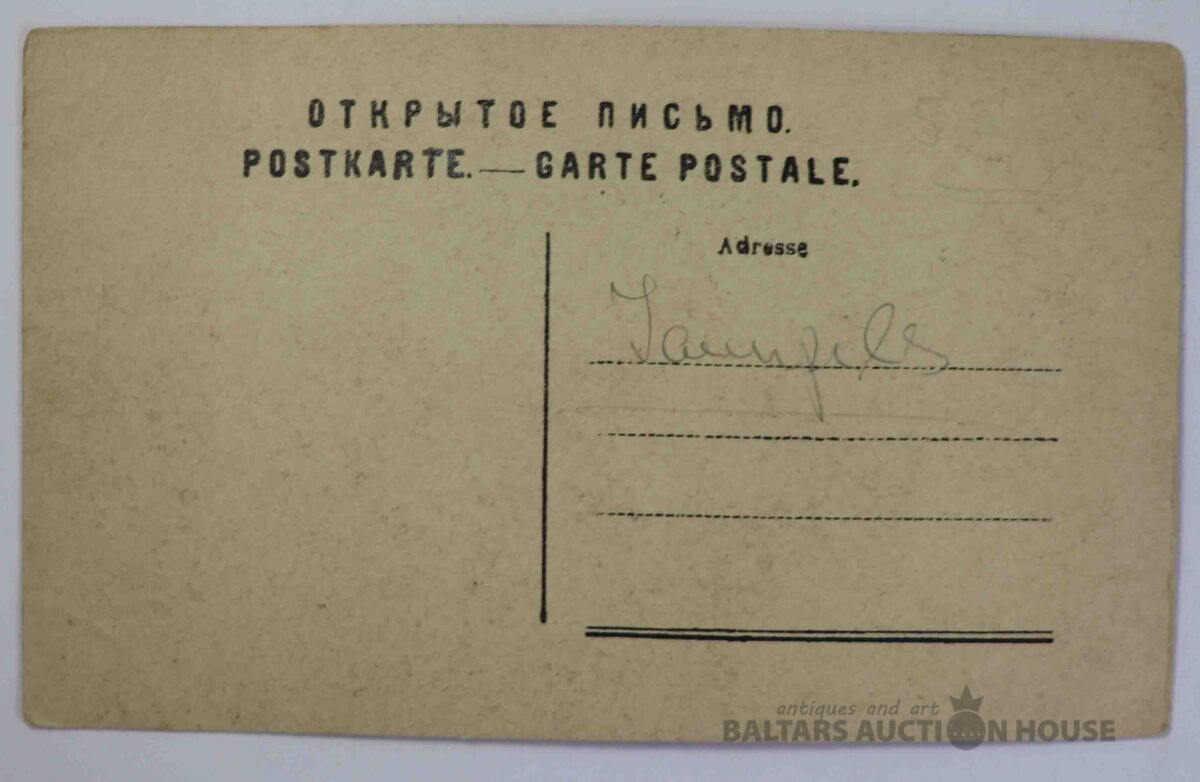 ОТКРЫТОЕ ПИСЬМО.
POSTKARTE. — CARTE POSTALE.
Adresse
antiques and art
BALTARS AUCTION HOUSE